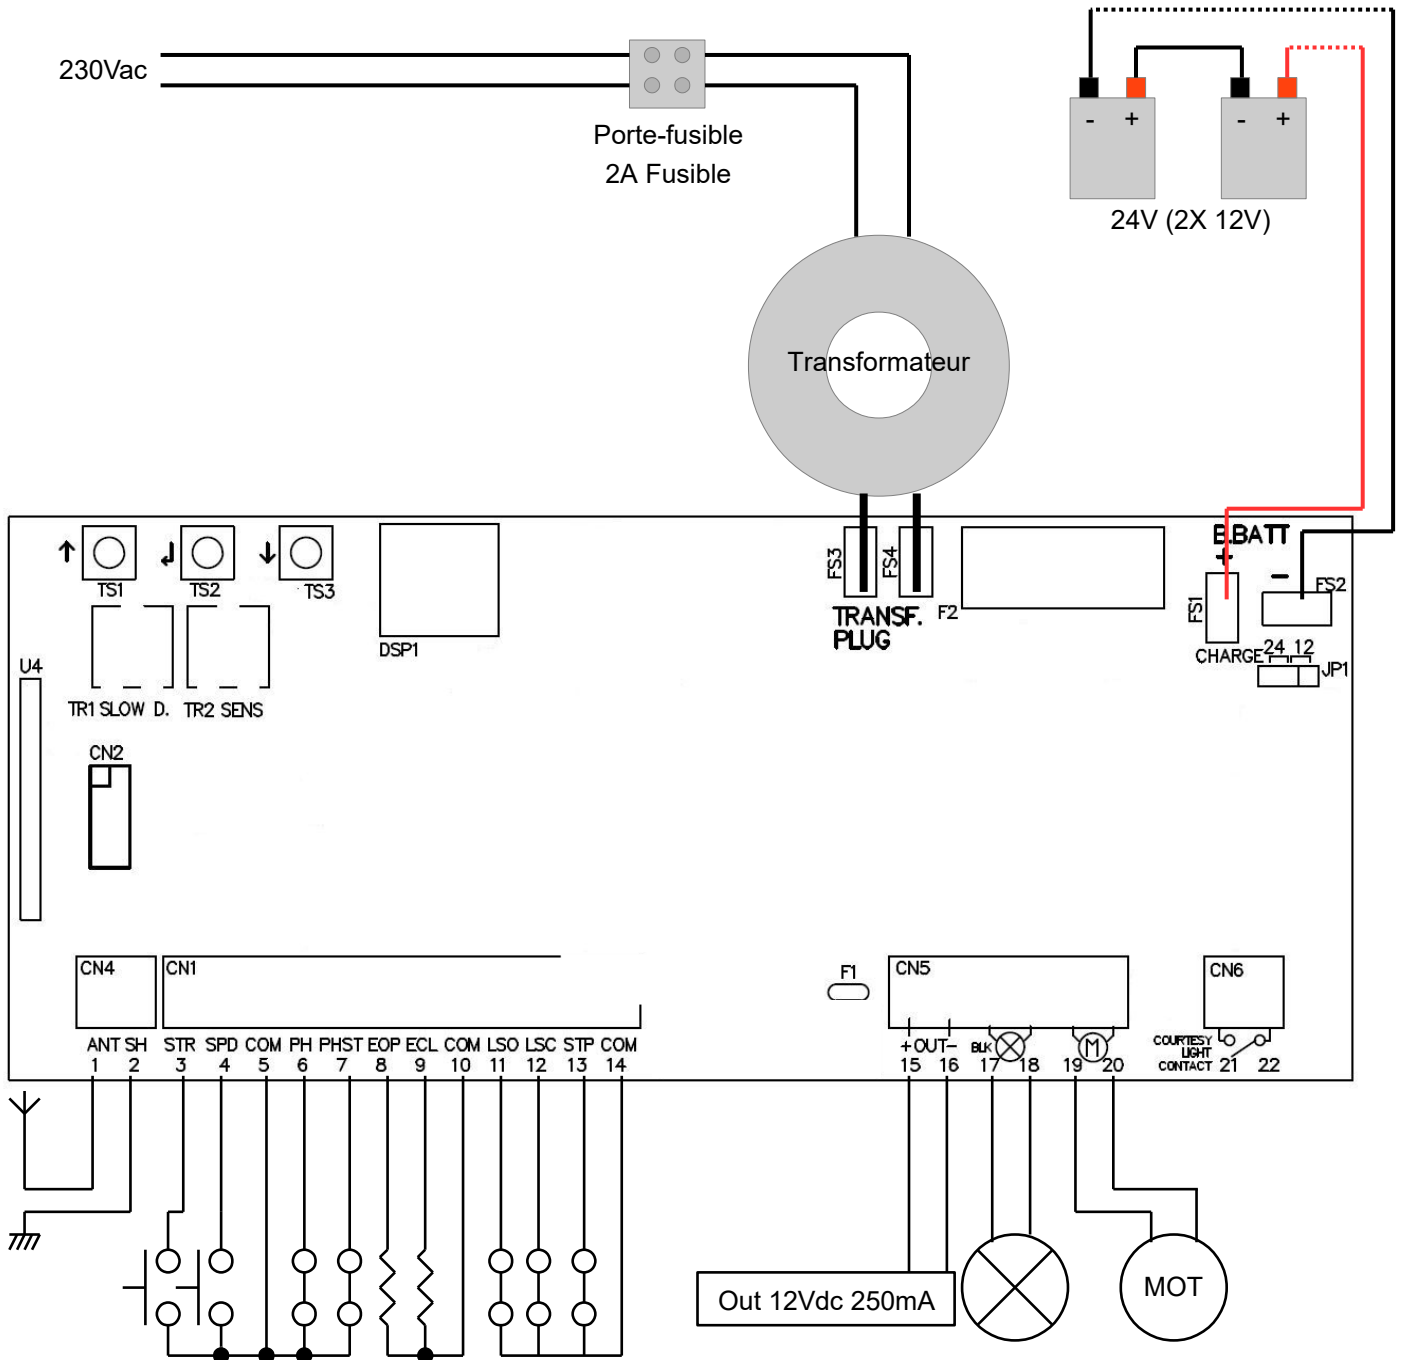 230Vac
Porte-fusible
2A Fusible
- + - +
24V (2X 12V)
Transformateur
TS1 TS2 TS3
DSP1
FS3 FS4
TRANSF.
PLUG
F2
B.BATT
+ -
FS1 FS2
CHARGE 24 12 JP1
U4
TR1 SLOW D. TR2 SENS
CN2
CN4 CN1 F1 CN5 CN6
ANT SH STR SPD COM PH PHST EOP ECL COM LSO LSC STP COM
1 2 3 4 5 6 7 8 9 10 11 12 13 14
+OUT- BLK M
15 16 17 18 19 20
COURTESY
LIGHT
CONTACT 21 22
Out 12Vdc 250mA
MOT